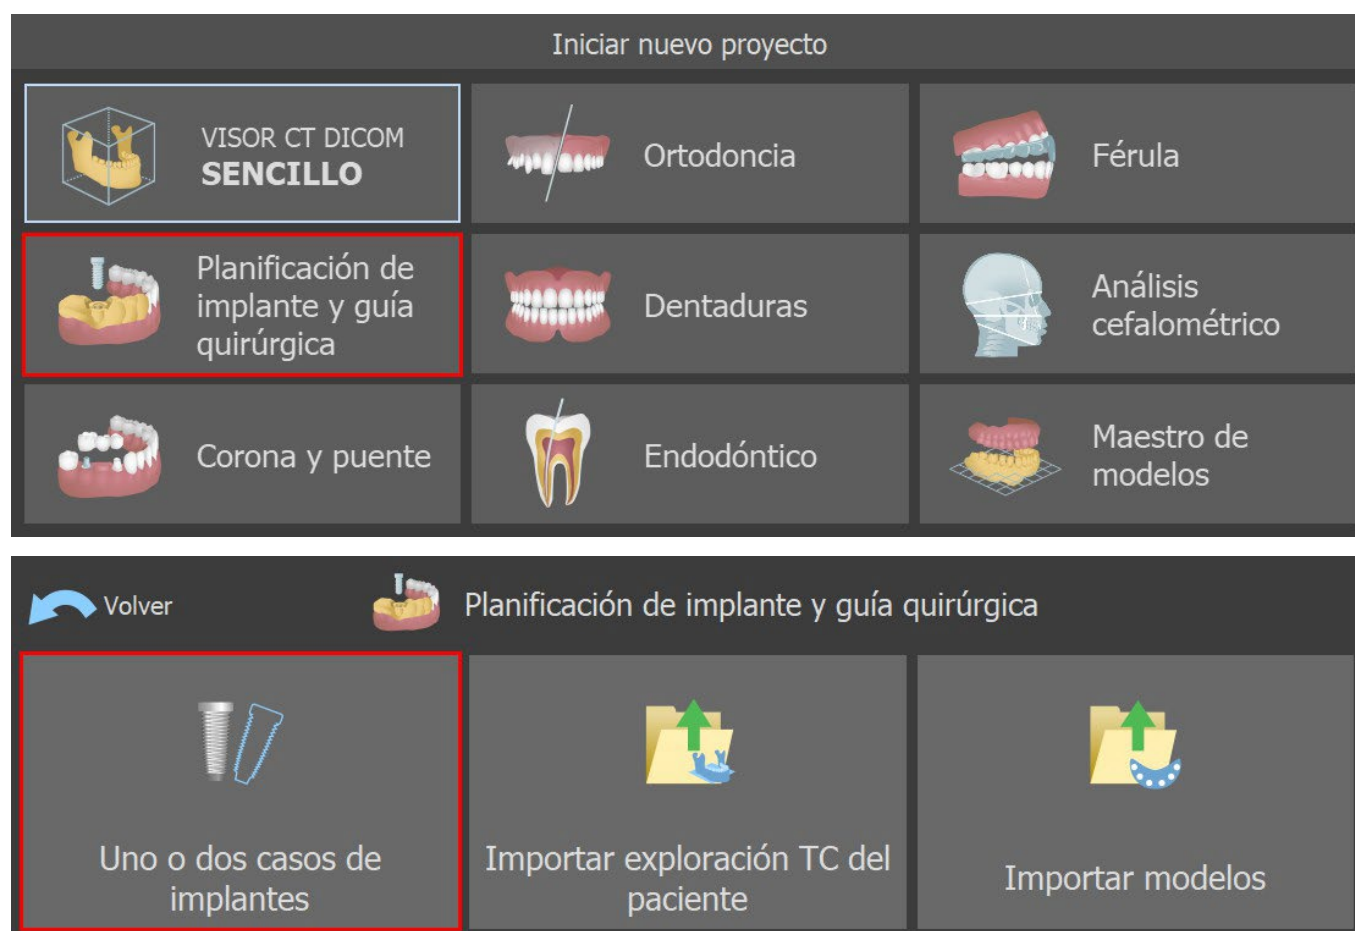 Iniciar nuevo proyecto
VISOR CT DICOM
SENCILLO
Ortodoncia
Férula
Planificación de
implante y guía
quirúrgica
Dentaduras
Análisis
cefalométrico
Corona y puente
Endodóntico
Maestro de
modelos
Volver
Planificación de implante y guía quirúrgica
Uno o dos casos de
implantes
Importar exploración TC del
paciente
Importar modelos